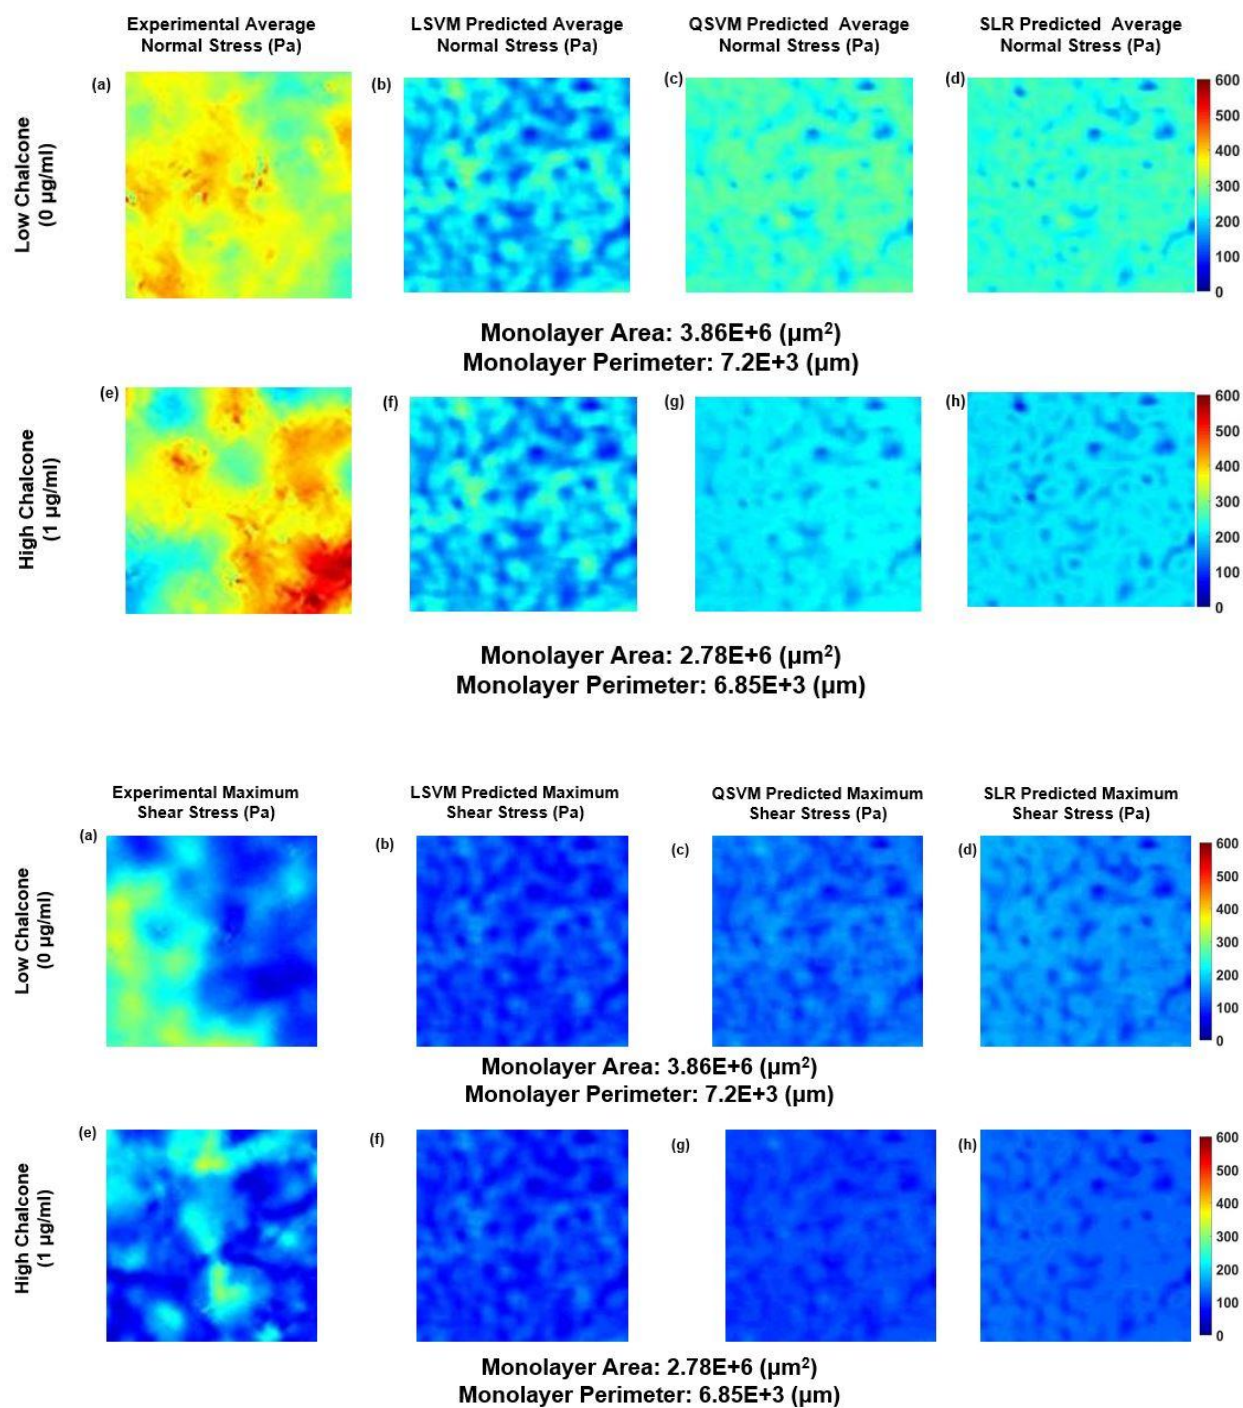 Experimental Average
Normal Stress (Pa)
LSVM Predicted Average
Normal Stress (Pa)
QSVM Predicted Average
Normal Stress (Pa)
SLR Predicted Average
Normal Stress (Pa)
Low Chalcone
(0 µg/ml)
(a)
(b)
(c)
(d)
600
500
400
300
200
100
0
Monolayer Area: 3.86E+6 (µm²)
Monolayer Perimeter: 7.2E+3 (µm)
High Chalcone
(1 µg/ml)
(e)
(f)
(g)
(h)
600
500
400
300
200
100
0
Monolayer Area: 2.78E+6 (µm²)
Monolayer Perimeter: 6.85E+3 (µm)
Experimental Maximum
Shear Stress (Pa)
LSVM Predicted Maximum
Shear Stress (Pa)
QSVM Predicted Maximum
Shear Stress (Pa)
SLR Predicted Maximum
Shear Stress (Pa)
Low Chalcone
(0 µg/ml)
(a)
(b)
(c)
(d)
600
500
400
300
200
100
0
Monolayer Area: 3.86E+6 (µm²)
Monolayer Perimeter: 7.2E+3 (µm)
High Chalcone
(1 µg/ml)
(e)
(f)
(g)
(h)
600
500
400
300
200
100
0
Monolayer Area: 2.78E+6 (µm²)
Monolayer Perimeter: 6.85E+3 (µm)